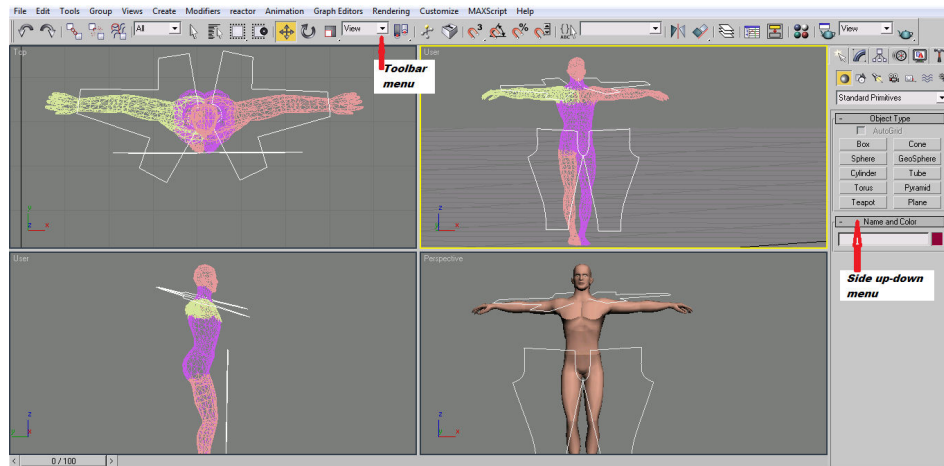 File Edit Tools Group Views Create Modifiers reactor Animation Graph Editors Rendering Customize MAXScript Help
All View View
Top
Toolbar
menu
User
Standard Primitives
- Object Type
AutoGrid
Box Cone
Sphere GeoSphere
Cylinder Tube
Torus Pyramid
Teapot Plane
- Name and Color
Side up-down
menu
y
z x
z
x
User
Perspective
z
x
z
x
0 / 100